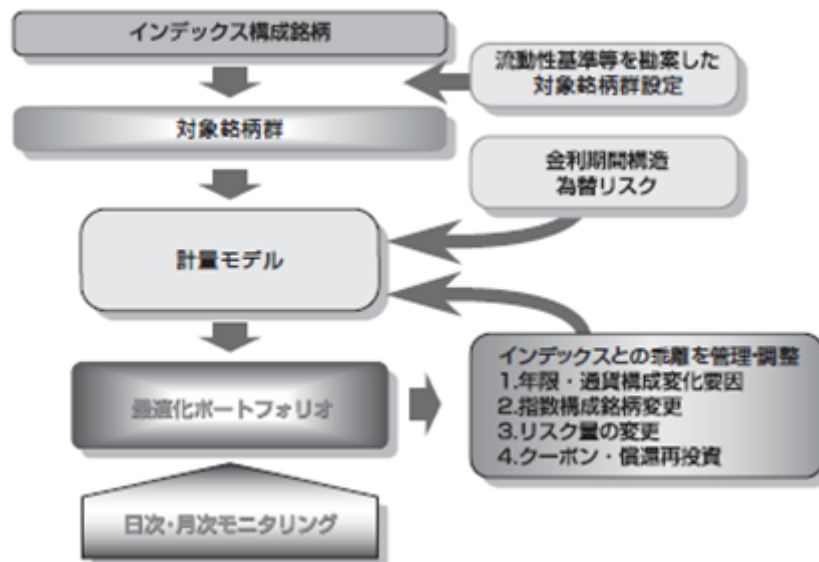 インデックス構成銘柄
流動性基準等を勘案した
対象銘柄群設定
対象銘柄群
金利期間構造
為替リスク
計量モデル
インデックスとの乖離を管理・調整
1.年限・通貨構成変化要因
2.指数構成銘柄変更
3.リスク量の変更
4.クーポン・償還再投資
最適化ポートフォリオ
日次・月次モニタリング